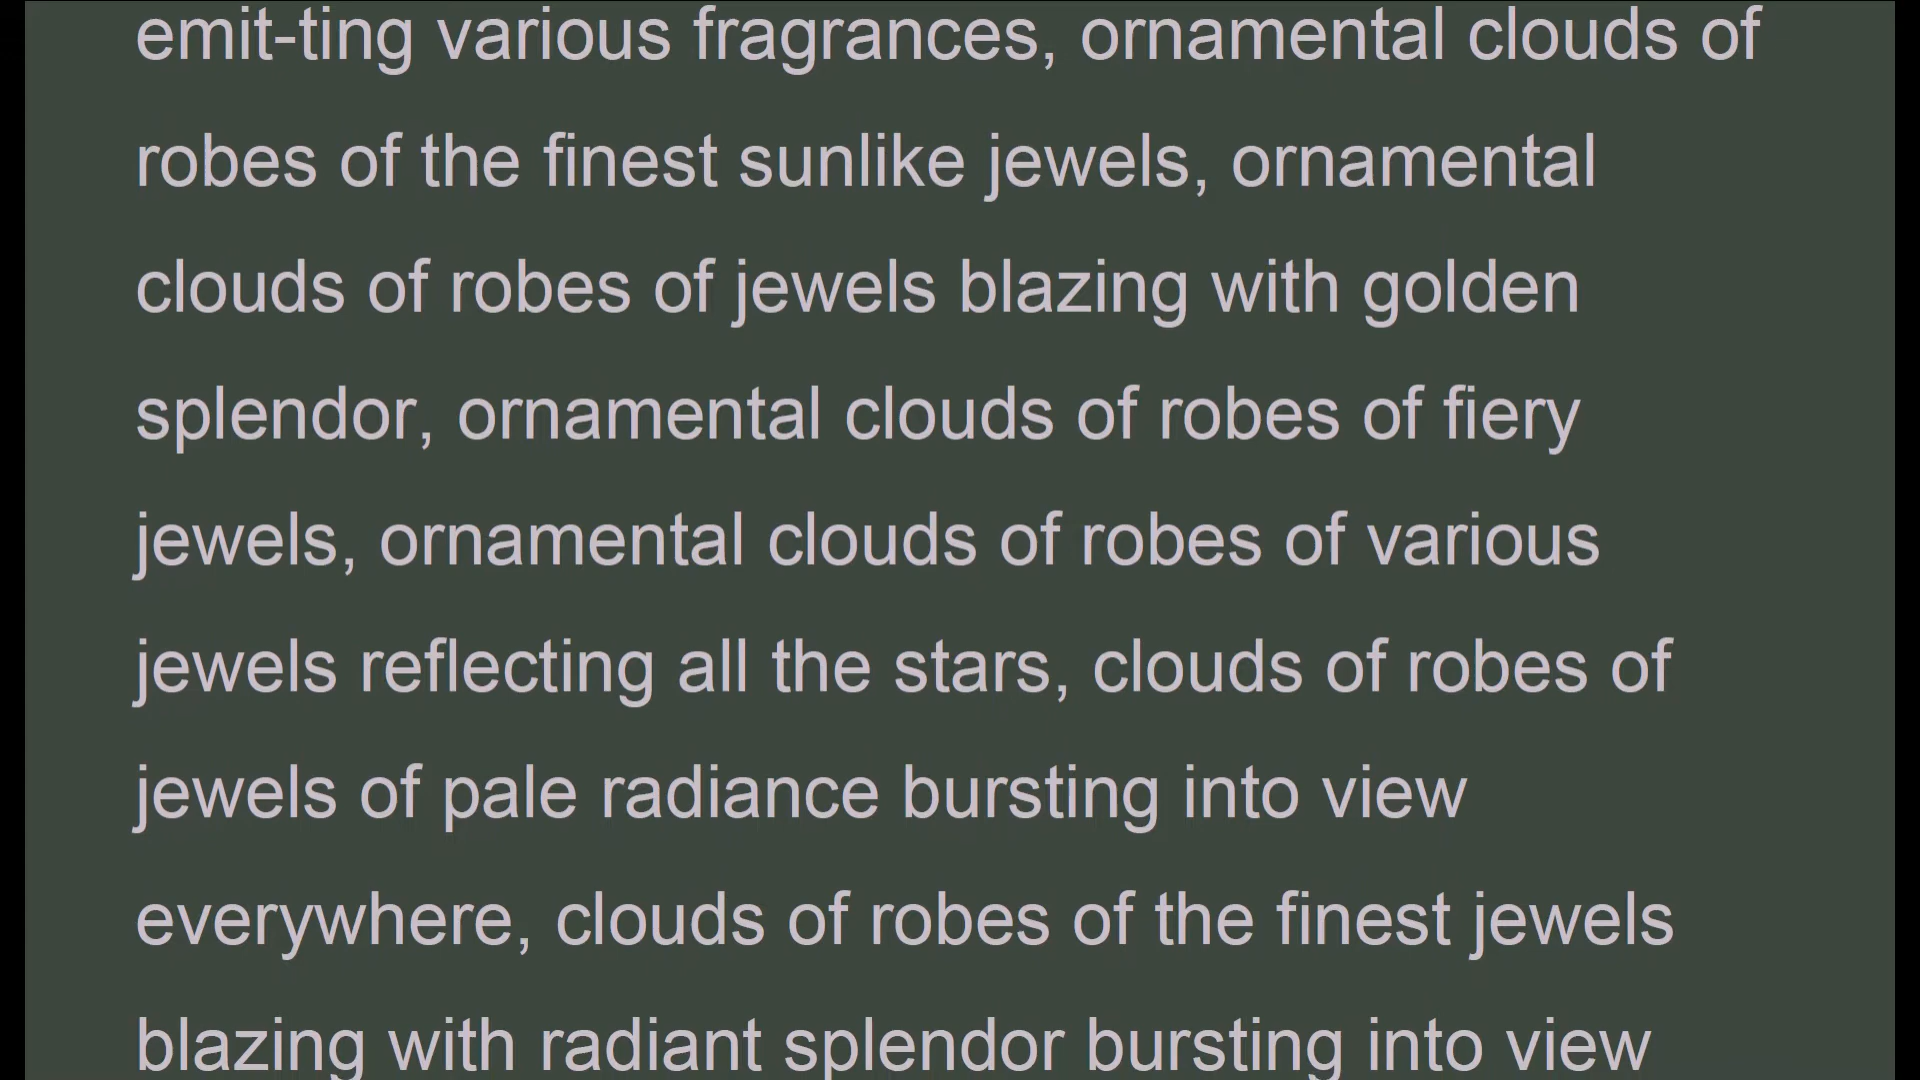 emit-ting various fragrances, ornamental clouds of
robes of the finest sunlike jewels, ornamental
clouds of robes of jewels blazing with golden
splendor, ornamental clouds of robes of fiery
jewels, ornamental clouds of robes of various
jewels reflecting all the stars, clouds of robes of
jewels of pale radiance bursting into view
everywhere, clouds of robes of the finest jewels
blazing with radiant splendor bursting into view